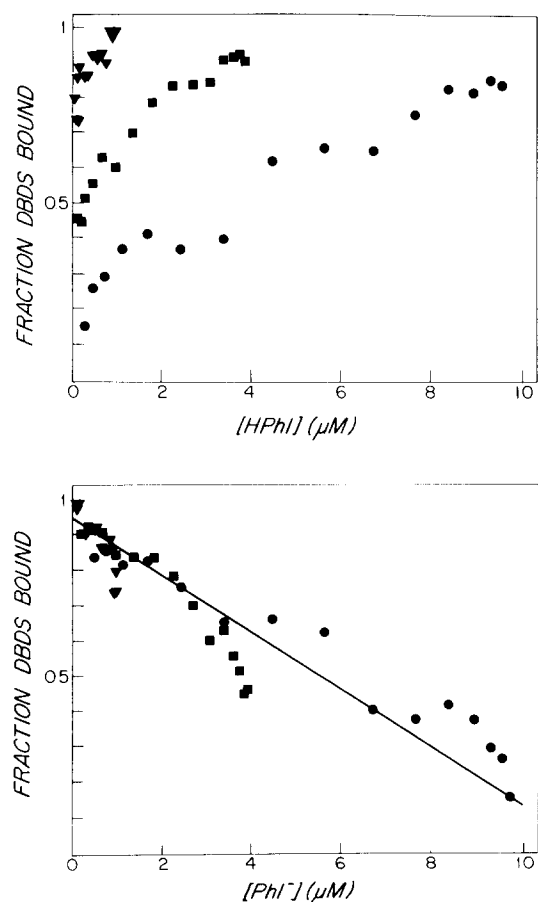 1
0.5
FRACTION DBDS BOUND
0 2 4 6 8 10
[HPhl] (μM)
1
0.5
FRACTION DBDS BOUND
0 2 4 6 8 10
[Phl⁻] (μM)